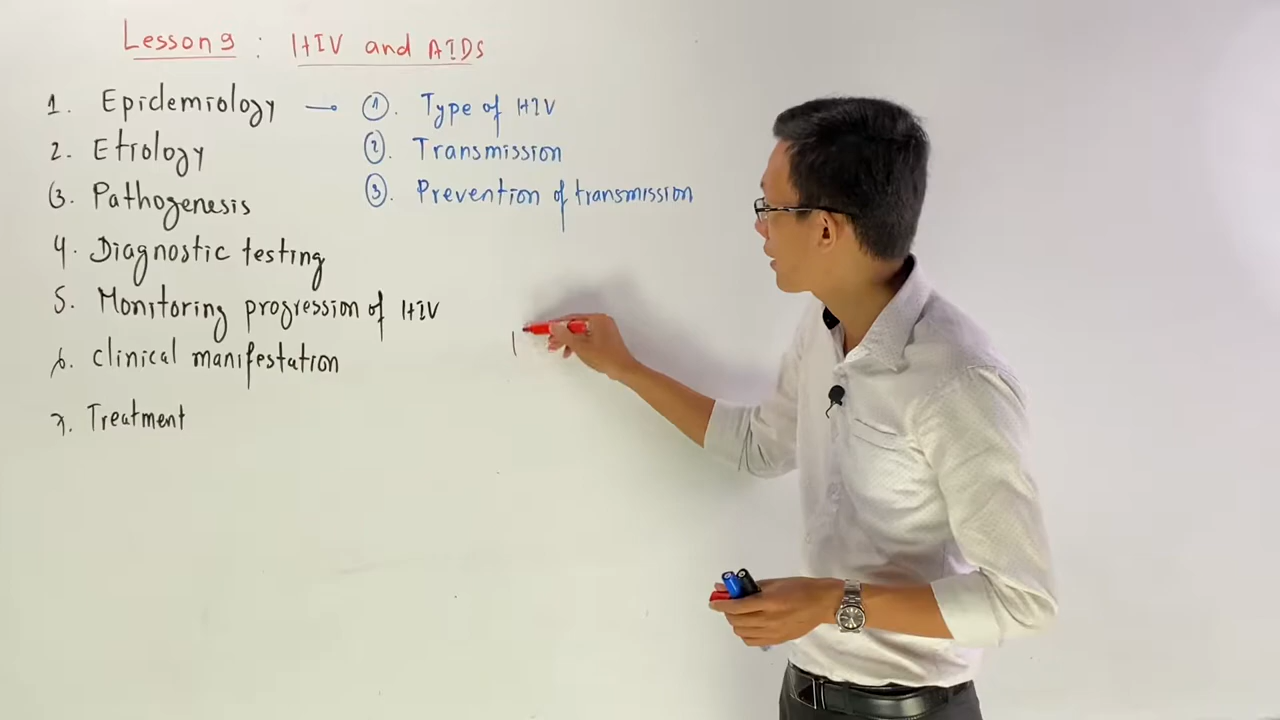 Lesson 9 : HIV and AIDS
1. Epidemiology → ①. Type of HIV
2. Etiology ②. Transmission
3. Pathogenesis ③. Prevention of transmission
4. Diagnostic testing
5. Monitoring progression of HIV
6. clinical manifestation
7. Treatment